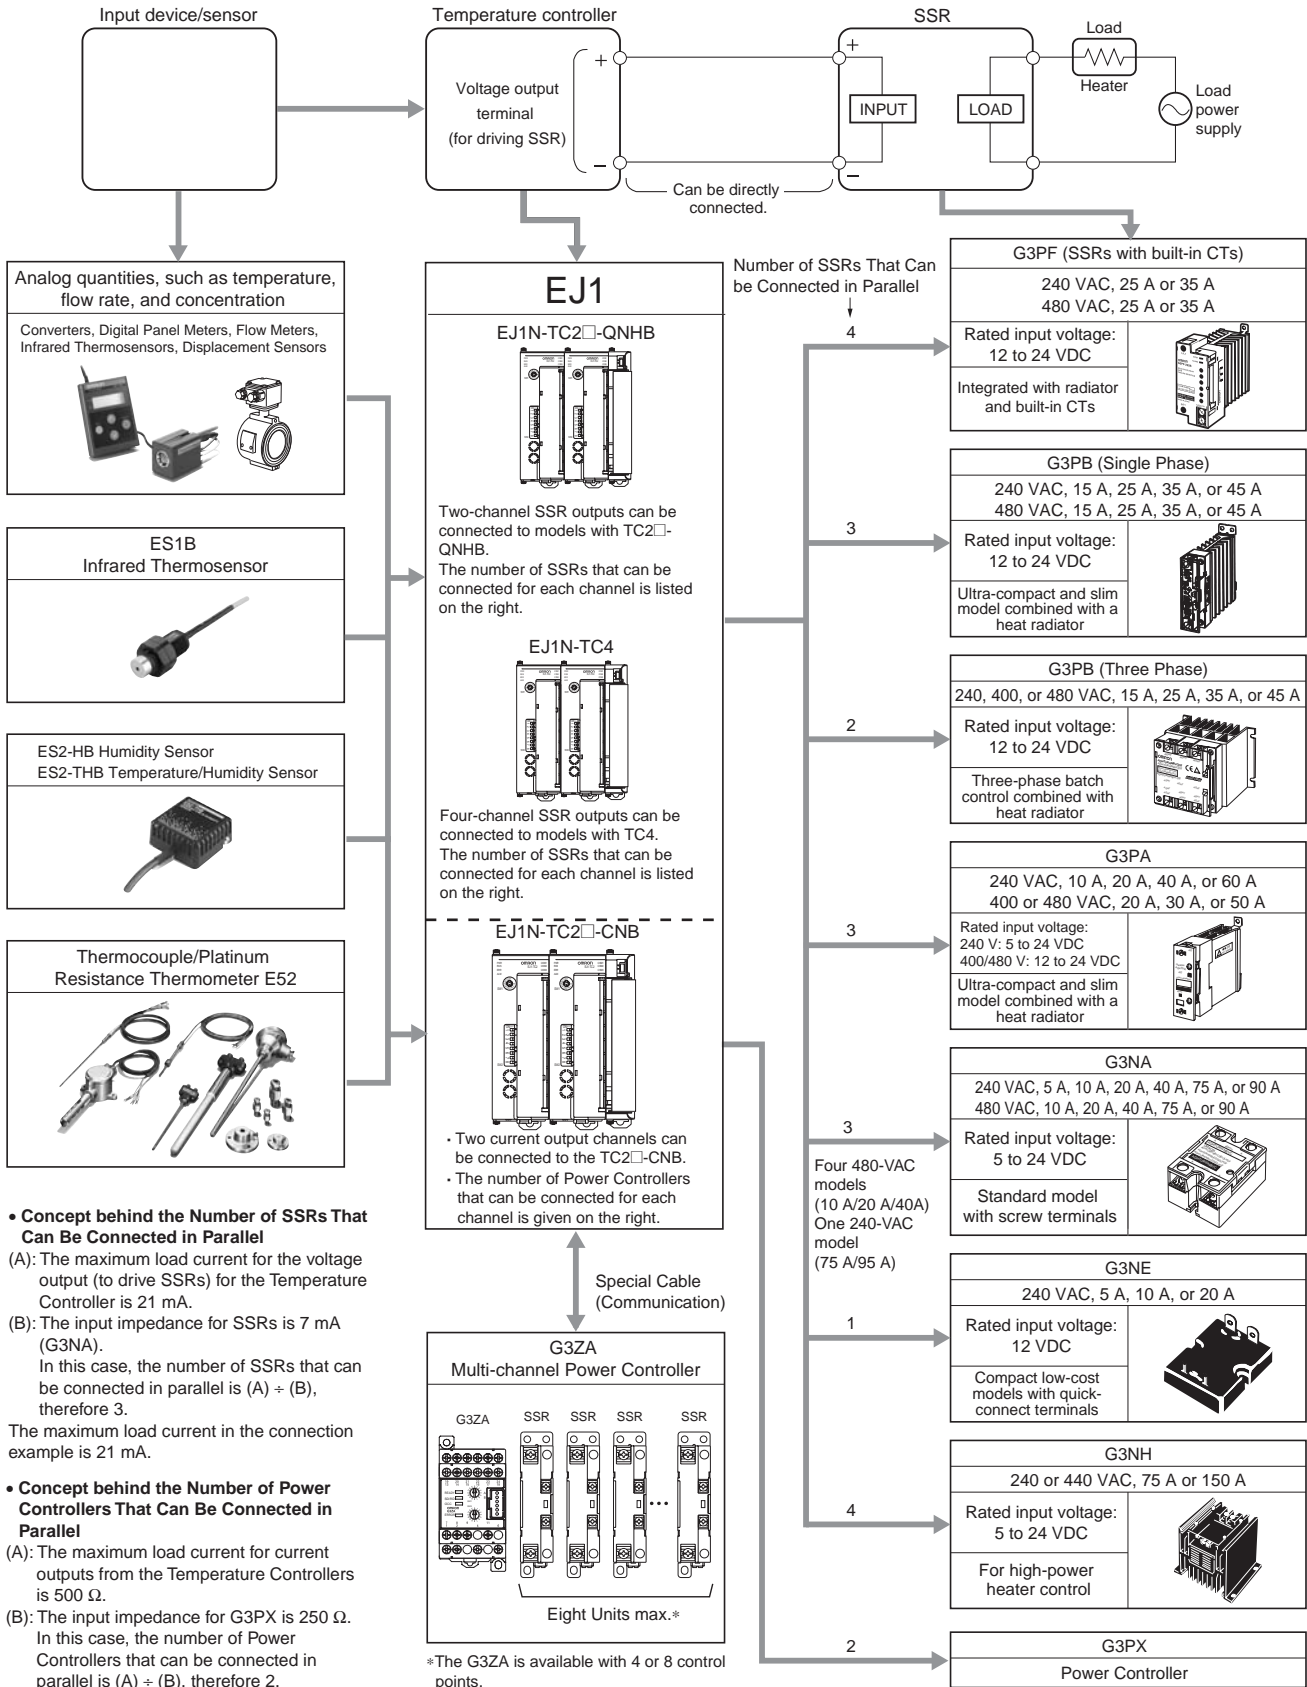 Input device/sensor
Temperature controller
SSR
Voltage output
terminal
(for driving SSR)
+
−
+
−
INPUT
LOAD
Load
Heater
Load
power
supply
Can be directly
connected.
Analog quantities, such as temperature,
flow rate, and concentration
Converters, Digital Panel Meters, Flow Meters,
Infrared Thermosensors, Displacement Sensors
ES1B
Infrared Thermosensor
ES2-HB Humidity Sensor
ES2-THB Temperature/Humidity Sensor
Thermocouple/Platinum
Resistance Thermometer E52
• Concept behind the Number of SSRs That
Can Be Connected in Parallel
(A): The maximum load current for the voltage
output (to drive SSRs) for the Temperature
Controller is 21 mA.
(B): The input impedance for SSRs is 7 mA
(G3NA).
In this case, the number of SSRs that can
be connected in parallel is (A) ÷ (B),
therefore 3.
The maximum load current in the connection
example is 21 mA.
• Concept behind the Number of Power
Controllers That Can Be Connected in
Parallel
(A): The maximum load current for current
outputs from the Temperature Controllers
is 500 Ω.
(B): The input impedance for G3PX is 250 Ω.
In this case, the number of Power
Controllers that can be connected in
parallel is (A) ÷ (B), therefore 2.
EJ1
EJ1N-TC2□-QNHB
Two-channel SSR outputs can be
connected to models with TC2□-
QNHB.
The number of SSRs that can be
connected for each channel is listed
on the right.
EJ1N-TC4
Four-channel SSR outputs can be
connected to models with TC4.
The number of SSRs that can be
connected for each channel is listed
on the right.
EJ1N-TC2□-CNB
· Two current output channels can
be connected to the TC2□-CNB.
· The number of Power Controllers
that can be connected for each
channel is given on the right.
Special Cable
(Communication)
G3ZA
Multi-channel Power Controller
G3ZA
SSR SSR SSR SSR
Eight Units max.*
*The G3ZA is available with 4 or 8 control
points.
Number of SSRs That Can
be Connected in Parallel
4
G3PF (SSRs with built-in CTs)
240 VAC, 25 A or 35 A
480 VAC, 25 A or 35 A
Rated input voltage:
12 to 24 VDC
Integrated with radiator
and built-in CTs
3
G3PB (Single Phase)
240 VAC, 15 A, 25 A, 35 A, or 45 A
480 VAC, 15 A, 25 A, 35 A, or 45 A
Rated input voltage:
12 to 24 VDC
Ultra-compact and slim
model combined with a
heat radiator
2
G3PB (Three Phase)
240, 400, or 480 VAC, 15 A, 25 A, 35 A, or 45 A
Rated input voltage:
12 to 24 VDC
Three-phase batch
control combined with
heat radiator
3
G3PA
240 VAC, 10 A, 20 A, 40 A, or 60 A
400 or 480 VAC, 20 A, 30 A, or 50 A
Rated input voltage:
240 V: 5 to 24 VDC
400/480 V: 12 to 24 VDC
Ultra-compact and slim
model combined with a
heat radiator
3
Four 480-VAC
models
(10 A/20 A/40A)
One 240-VAC
model
(75 A/95 A)
G3NA
240 VAC, 5 A, 10 A, 20 A, 40 A, 75 A, or 90 A
480 VAC, 10 A, 20 A, 40 A, 75 A, or 90 A
Rated input voltage:
5 to 24 VDC
Standard model
with screw terminals
1
G3NE
240 VAC, 5 A, 10 A, or 20 A
Rated input voltage:
12 VDC
Compact low-cost
models with quick-
connect terminals
4
G3NH
240 or 440 VAC, 75 A or 150 A
Rated input voltage:
5 to 24 VDC
For high-power
heater control
2
G3PX
Power Controller